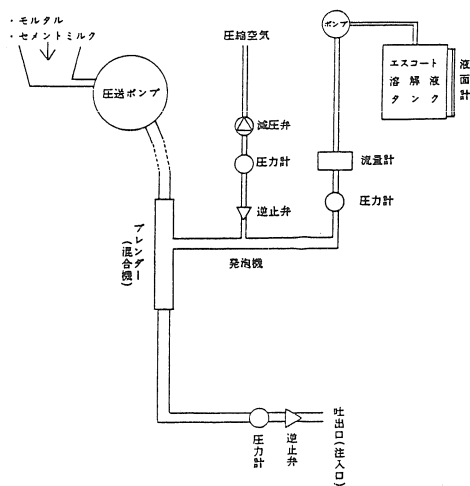 ・モルタル
・セメントミルク
圧送ポンプ
圧縮空気
減圧弁
圧力計
逆止弁
ポンプ
エスコート
溶解液
タンク
液面計
流量計
圧力計
発泡機
ブレンダー
(混合機)
圧力計
逆止弁
吐出口(注入口)